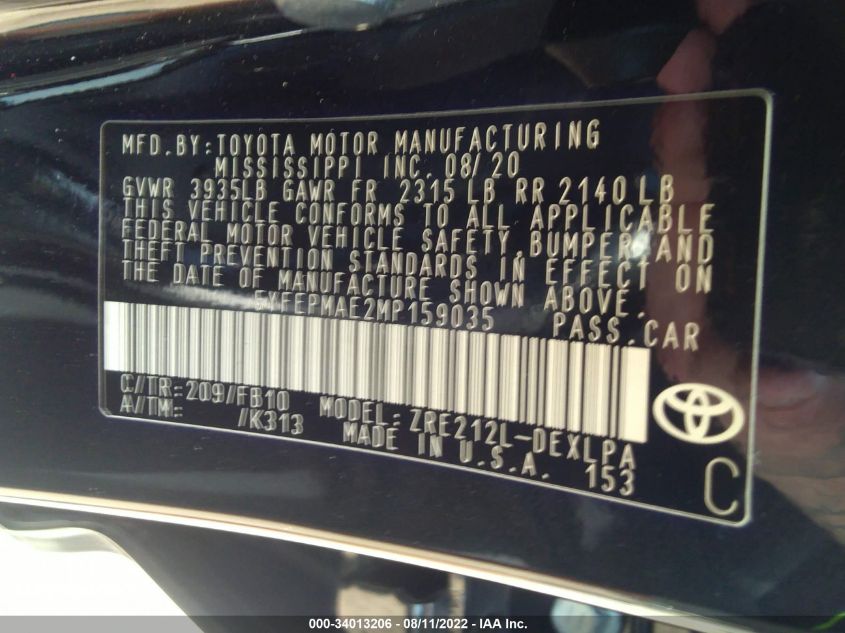 MFD. BY: TOYOTA MOTOR MANUFACTURING
MISSISSIPPI INC. 08/20
GVWR 3935LB GAWR FR 2315 LB RR 2140 LB
THIS VEHICLE CONFORMS TO ALL APPLICABLE
FEDERAL MOTOR VEHICLE SAFETY, BUMPER, AND
THEFT PREVENTION STANDARDS IN EFFECT ON
THE DATE OF MANUFACTURE SHOWN ABOVE.
5YFEPMAE2MP159035 PASS. CAR
C/TR: 209/FB10 MODEL: ZRE212L-DEXLPA
A/TM: /K313 MADE IN U.S.A. 153
C
000-34013206 - 08/11/2022 - IAA Inc.